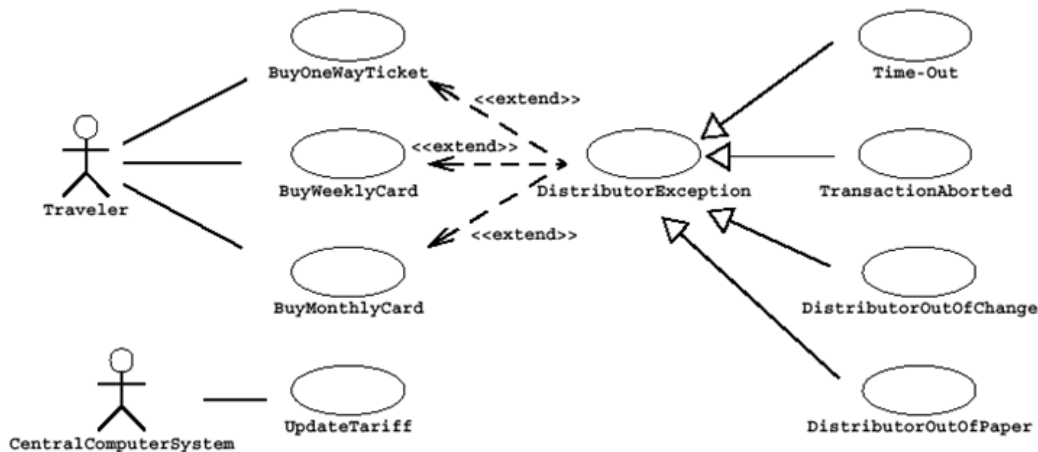 BuyOneWayTicket
Time-Out
<<extend>>
<<extend>>
Traveler
BuyWeeklyCard
DistributorException
TransactionAborted
<<extend>>
BuyMonthlyCard
DistributorOutOfChange
CentralComputerSystem
UpdateTariff
DistributorOutOfPaper